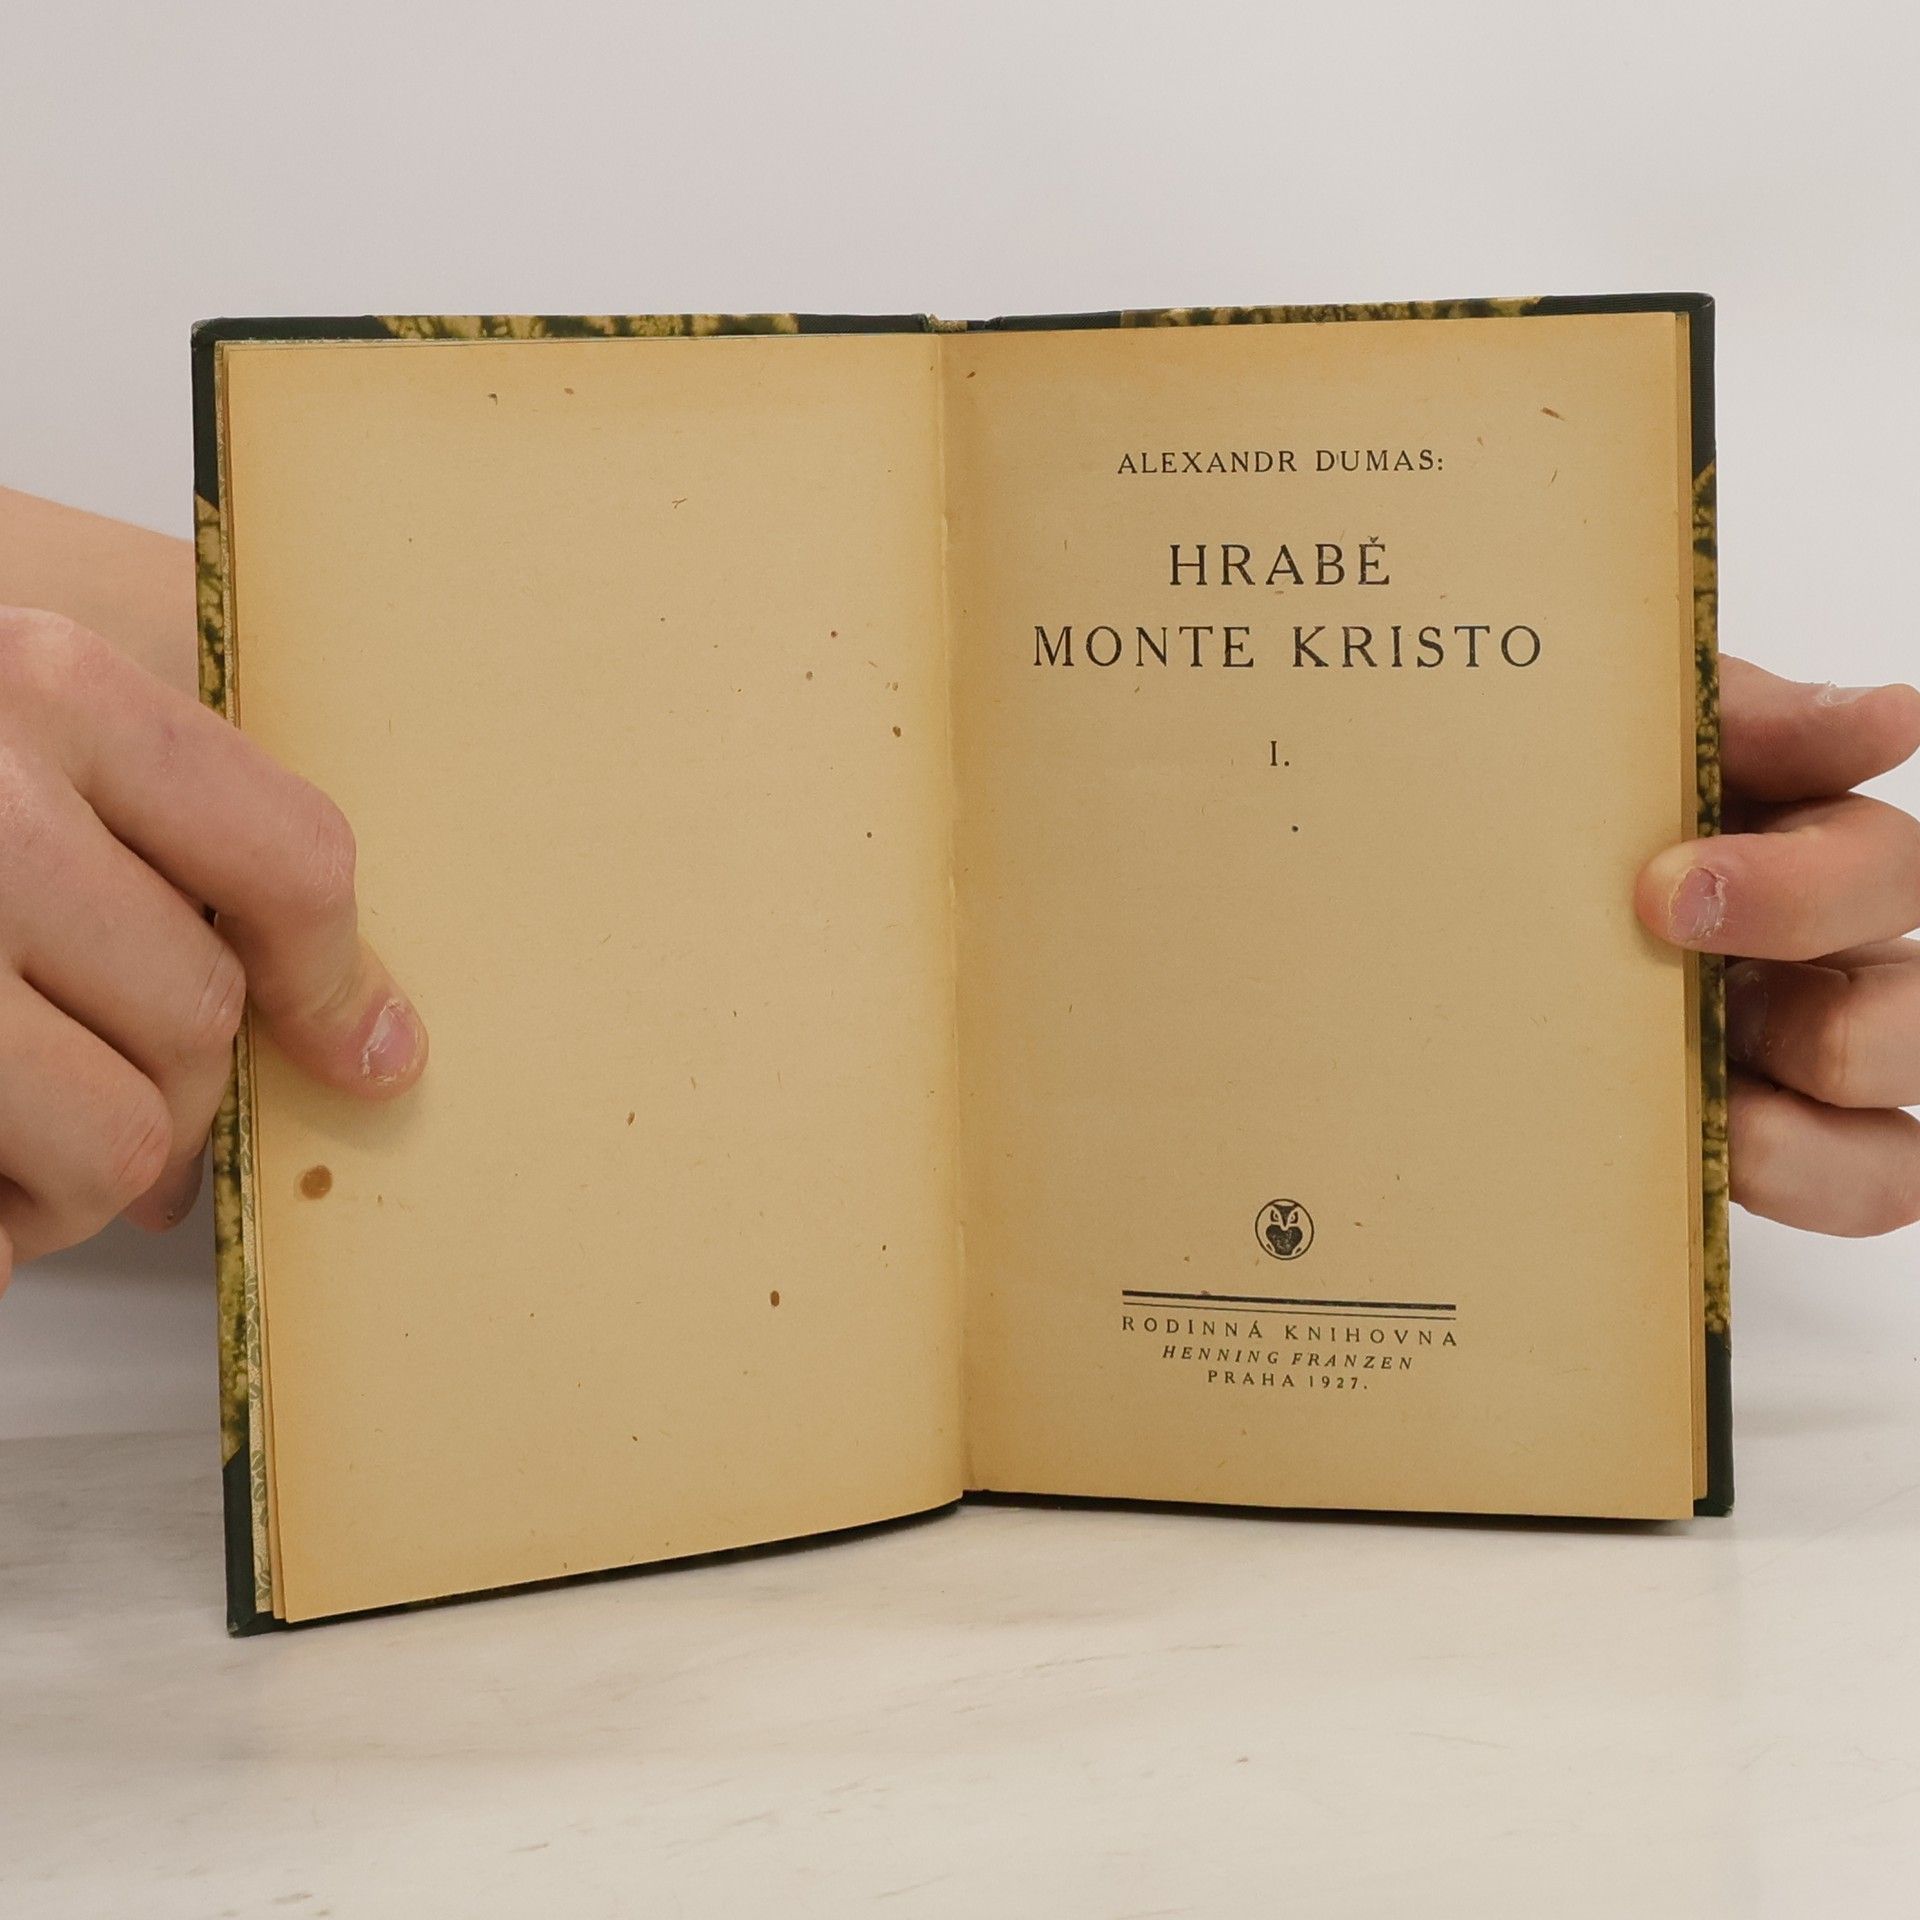 ALEXANDR DUMAS:
HRABĚ
MONTE KRISTO
I.
RODINNÁ KNIHOVNA
HENNING FRANZEN
PRAHA 1927.